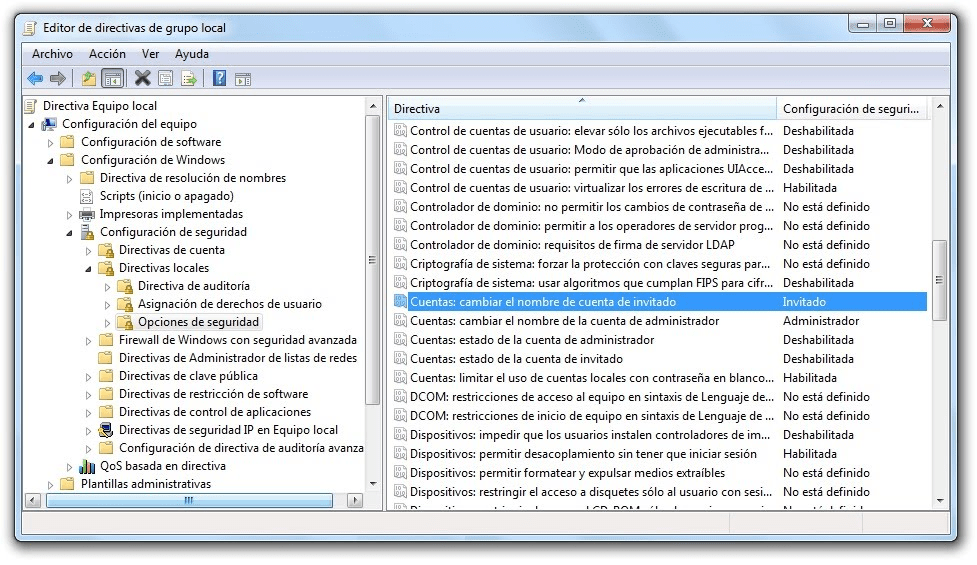 Editor de directivas de grupo local
Archivo Acción Ver Ayuda
Directiva Equipo local
Configuración del equipo
Configuración de software
Configuración de Windows
Directiva de resolución de nombres
Scripts (inicio o apagado)
Impresoras implementadas
Configuración de seguridad
Directivas de cuenta
Directivas locales
Directiva de auditoría
Asignación de derechos de usuario
Opciones de seguridad
Firewall de Windows con seguridad avanzada
Directivas de Administrador de listas de redes
Directivas de clave pública
Directivas de restricción de software
Directivas de control de aplicaciones
Directivas de seguridad IP en Equipo local
Configuración de directiva de auditoría avanza
QoS basada en directiva
Plantillas administrativas
Directiva Configuración de seguri...
Control de cuentas de usuario: elevar sólo los archivos ejecutables f... Deshabilitada
Control de cuentas de usuario: Modo de aprobación de administra... Deshabilitada
Control de cuentas de usuario: permitir que las aplicaciones UIAcce... Deshabilitada
Control de cuentas de usuario: virtualizar los errores de escritura de ... Habilitada
Controlador de dominio: no permitir los cambios de contraseña de ... No está definido
Controlador de dominio: permitir a los operadores de servidor prog... No está definido
Controlador de dominio: requisitos de firma de servidor LDAP No está definido
Criptografía de sistema: forzar la protección con claves seguras par... No está definido
Criptografía de sistema: usar algoritmos que cumplan FIPS para cifr... Deshabilitada
Cuentas: cambiar el nombre de cuenta de invitado Invitado
Cuentas: cambiar el nombre de la cuenta de administrador Administrador
Cuentas: estado de la cuenta de administrador Deshabilitada
Cuentas: estado de la cuenta de invitado Deshabilitada
Cuentas: limitar el uso de cuentas locales con contraseña en blanco... Habilitada
DCOM: restricciones de acceso al equipo en sintaxis de Lenguaje de... No está definido
DCOM: restricciones de inicio de equipo en sintaxis de Lenguaje de ... No está definido
Dispositivos: impedir que los usuarios instalen controladores de im... Deshabilitada
Dispositivos: permitir desacoplamiento sin tener que iniciar sesión Habilitada
Dispositivos: permitir formatear y expulsar medios extraíbles No está definido
Dispositivos: restringir el acceso a disquetes sólo al usuario con sesi... No está definido